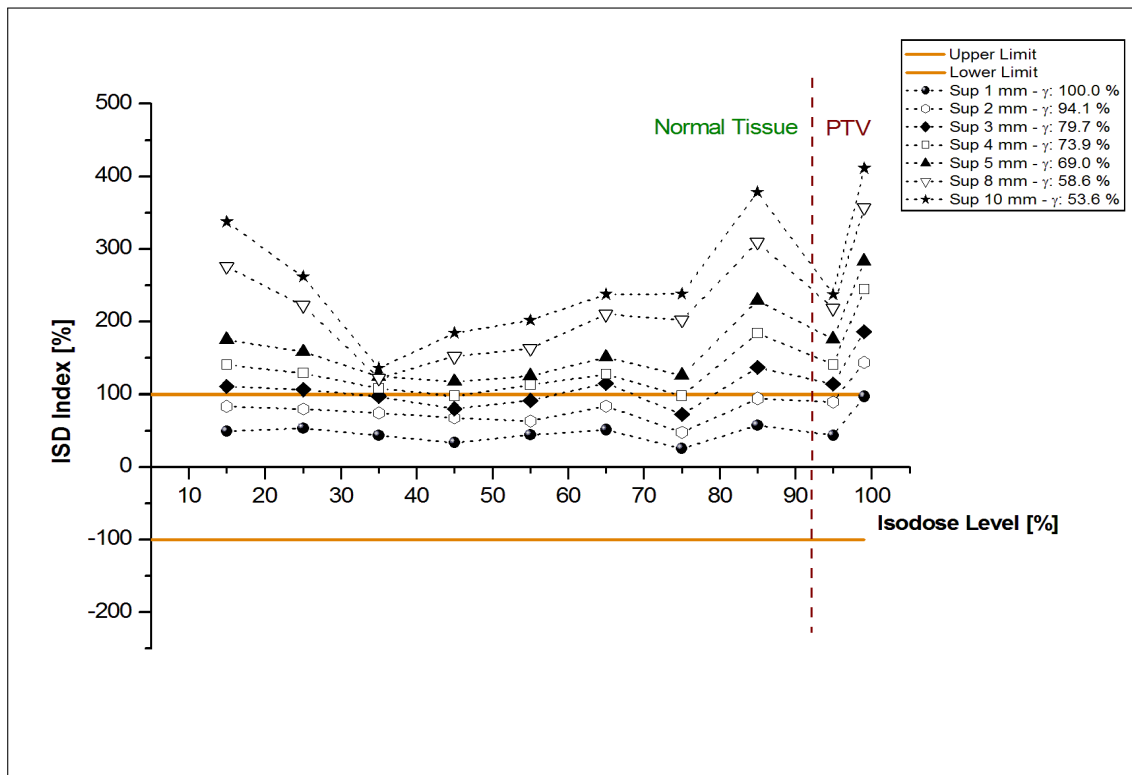 Upper Limit
Lower Limit
Sup 1 mm - γ: 100.0 %
Sup 2 mm - γ: 94.1 %
Sup 3 mm - γ: 79.7 %
Sup 4 mm - γ: 73.9 %
Sup 5 mm - γ: 69.0 %
Sup 8 mm - γ: 58.6 %
Sup 10 mm - γ: 53.6 %
Normal Tissue
PTV
ISD Index [%]
500
400
300
200
100
0
-100
-200
10 20 30 40 50 60 70 80 90 100
Isodose Level [%]